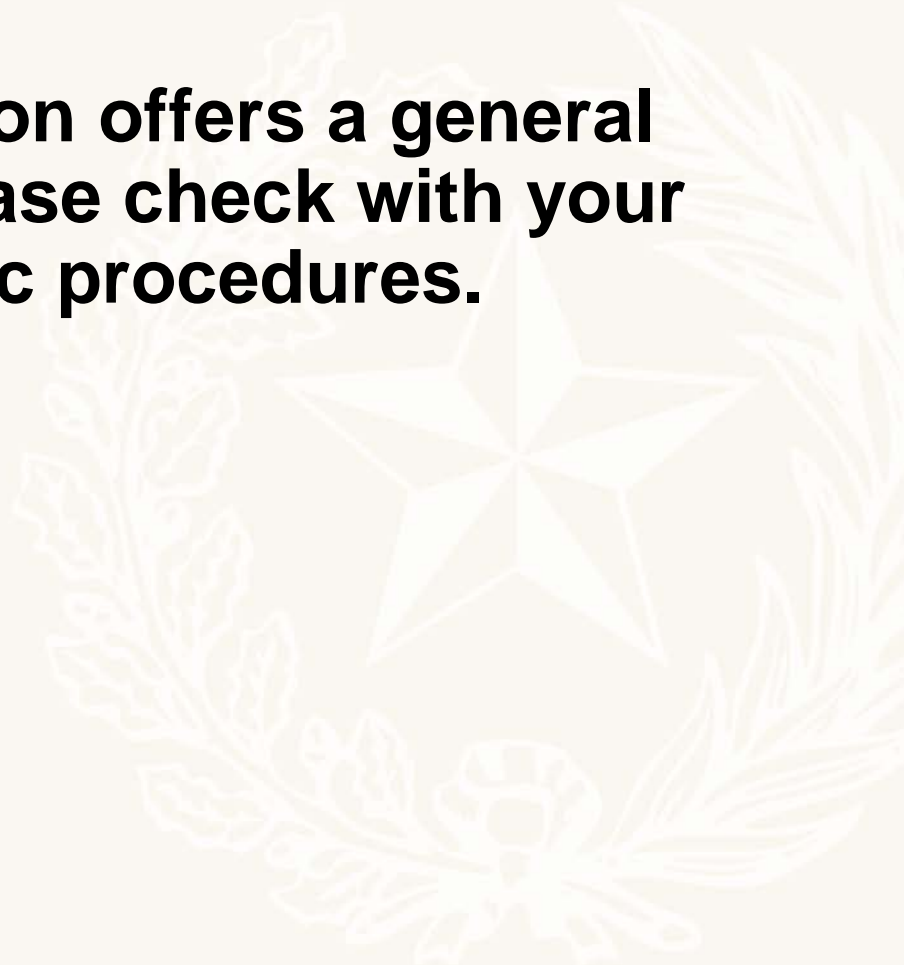 on offers a general
ase check with your
c procedures.